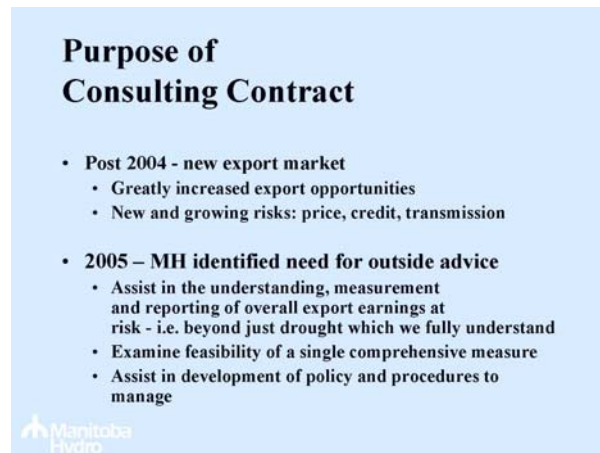 Purpose of
Consulting Contract
• Post 2004 - new export market
• Greatly increased export opportunities
• New and growing risks: price, credit, transmission
• 2005 – MH identified need for outside advice
• Assist in the understanding, measurement
and reporting of overall export earnings at
risk - i.e. beyond just drought which we fully understand
• Examine feasibility of a single comprehensive measure
• Assist in development of policy and procedures to
manage
Manitoba
Hydro